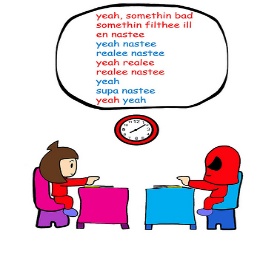 yeah, somethin bad
somethin filthee ill
en nastee
yeah nastee
realee nastee
yeah realee
realee nastee
yeah
supa nastee
yeah yeah